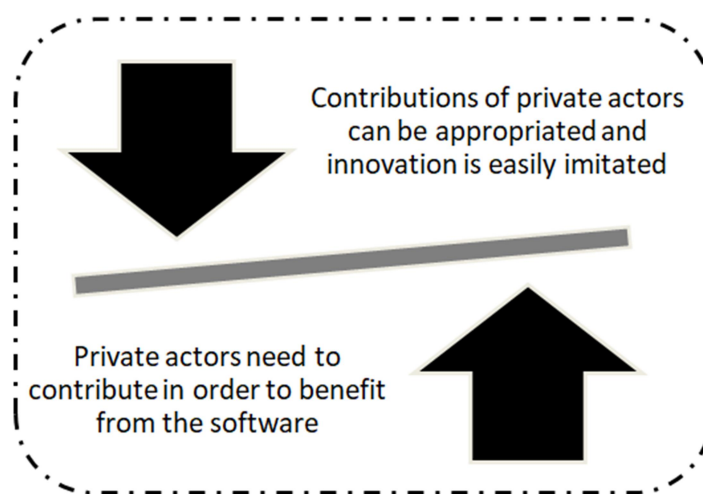 Contributions of private actors
can be appropriated and
innovation is easily imitated
Private actors need to
contribute in order to benefit
from the software